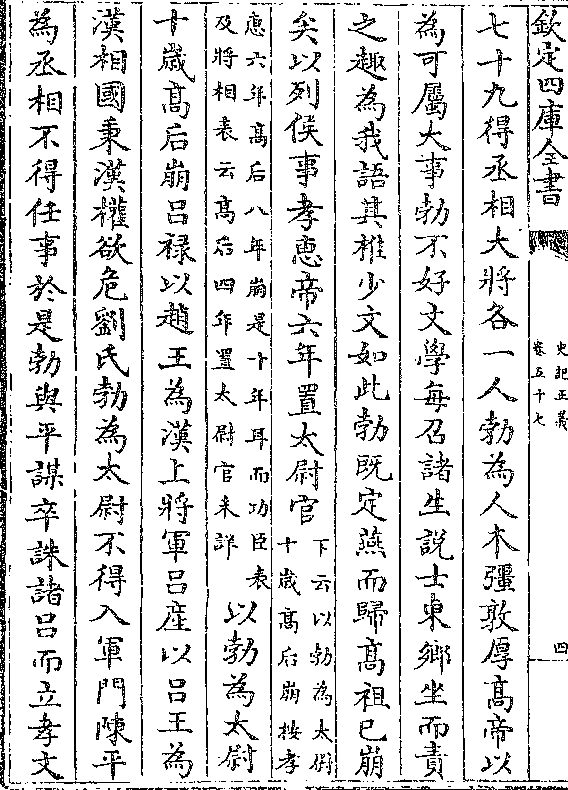 欽定四庫全書
史記正義
卷五十七
四
七十九得丞相大將各一人勃為人木彊敦厚高帝以
為可屬大事勃不好文學每召諸生說士東鄉坐而責
之趣為我語其椎少文如此勃既定燕而歸高祖已崩
矣以列侯事孝惠帝六年置太尉官
下云以勃為太尉
十歲高后崩按孝
惠六年高后八年崩是十年耳而功臣表
及將相表云高后四年置太尉官未詳
以勃為太尉
十歲高后崩呂祿以趙王為漢上將軍呂産以呂王為
漢相國秉漢權欲危劉氏勃為太尉不得入軍門陳平
為丞相不得任事於是勃與平謀卒誅諸呂而立孝文